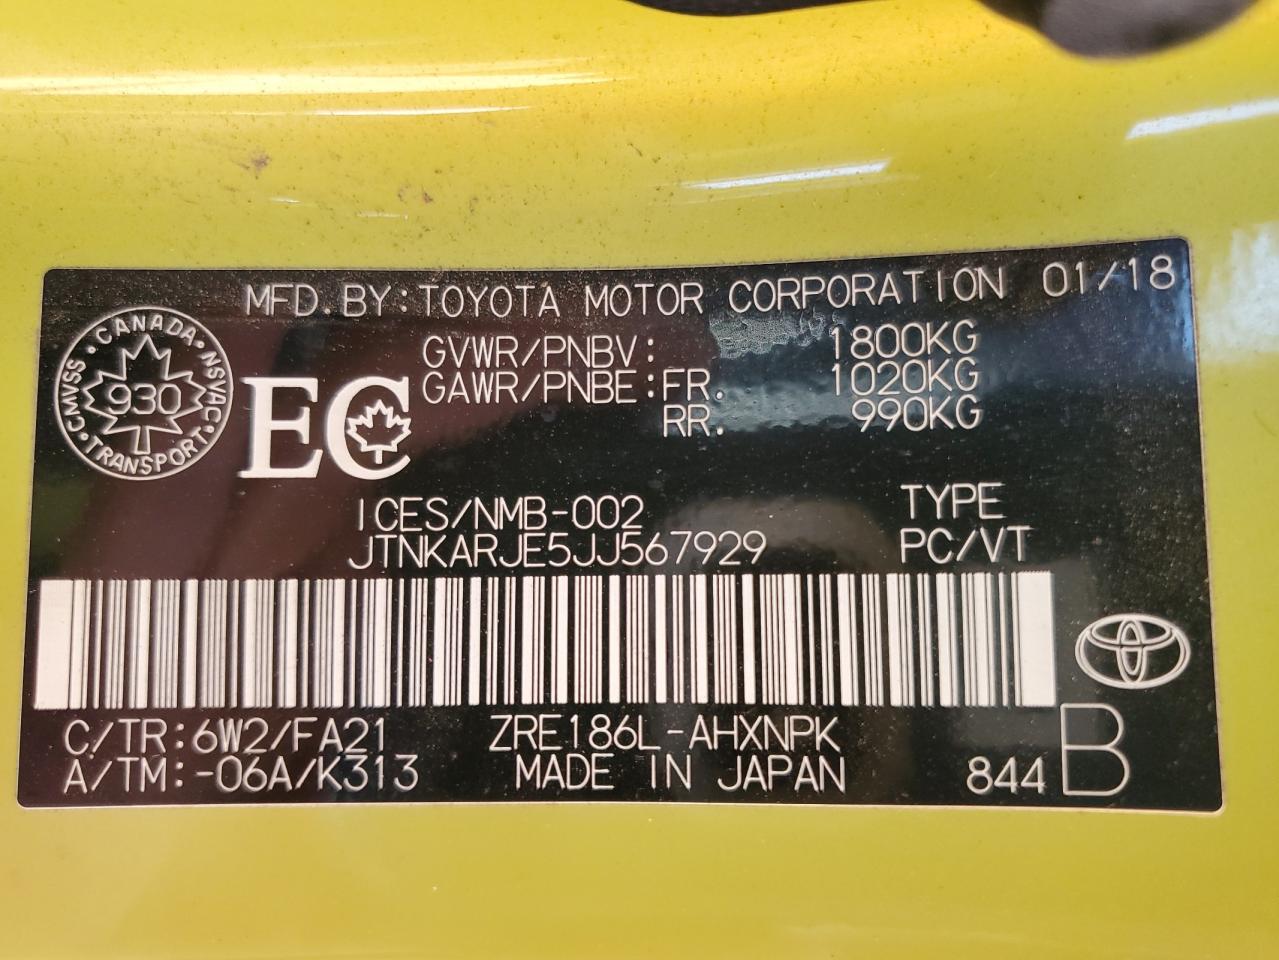 MFD.BY:TOYOTA MOTOR CORPORATION 01/18
GVWR/PNBV: 1800KG
GAWR/PNBE:FR. 1020KG
RR. 990KG
CANADA
CMVSS 930 NSVAC
TRANSPORT
EC
ICES/NMB-002 TYPE
JTNKARJE5JJ567929 PC/VT
C/TR:6W2/FA21 ZRE186L-AHXNPK
A/TM:-06A/K313 MADE IN JAPAN 844 B